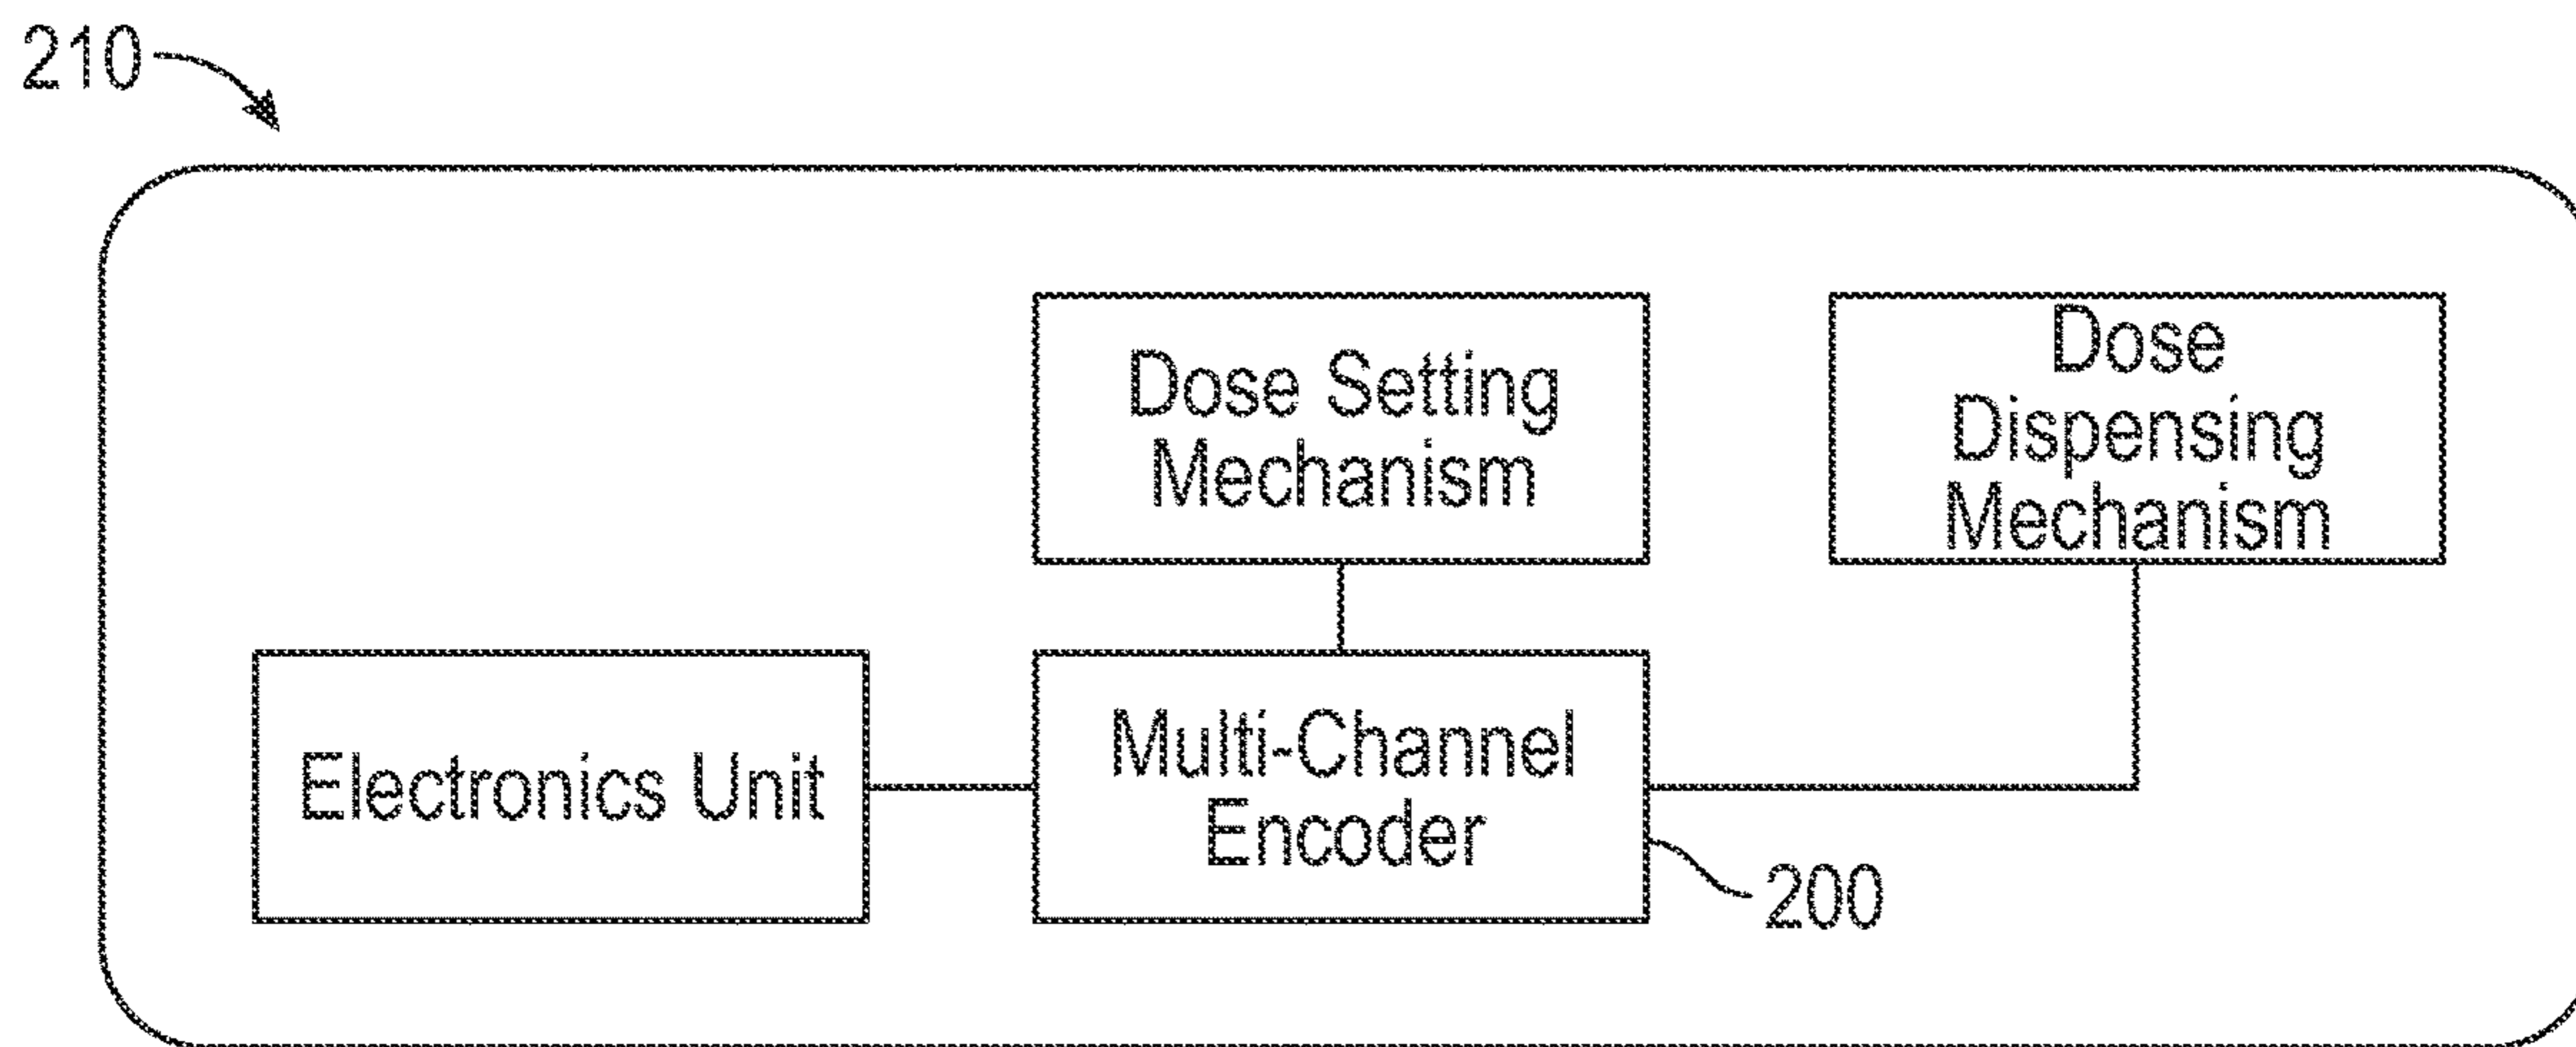 210
Dose Setting
Mechanism
Dose
Dispensing
Mechanism
Electronics Unit
Multi-Channel
Encoder
200